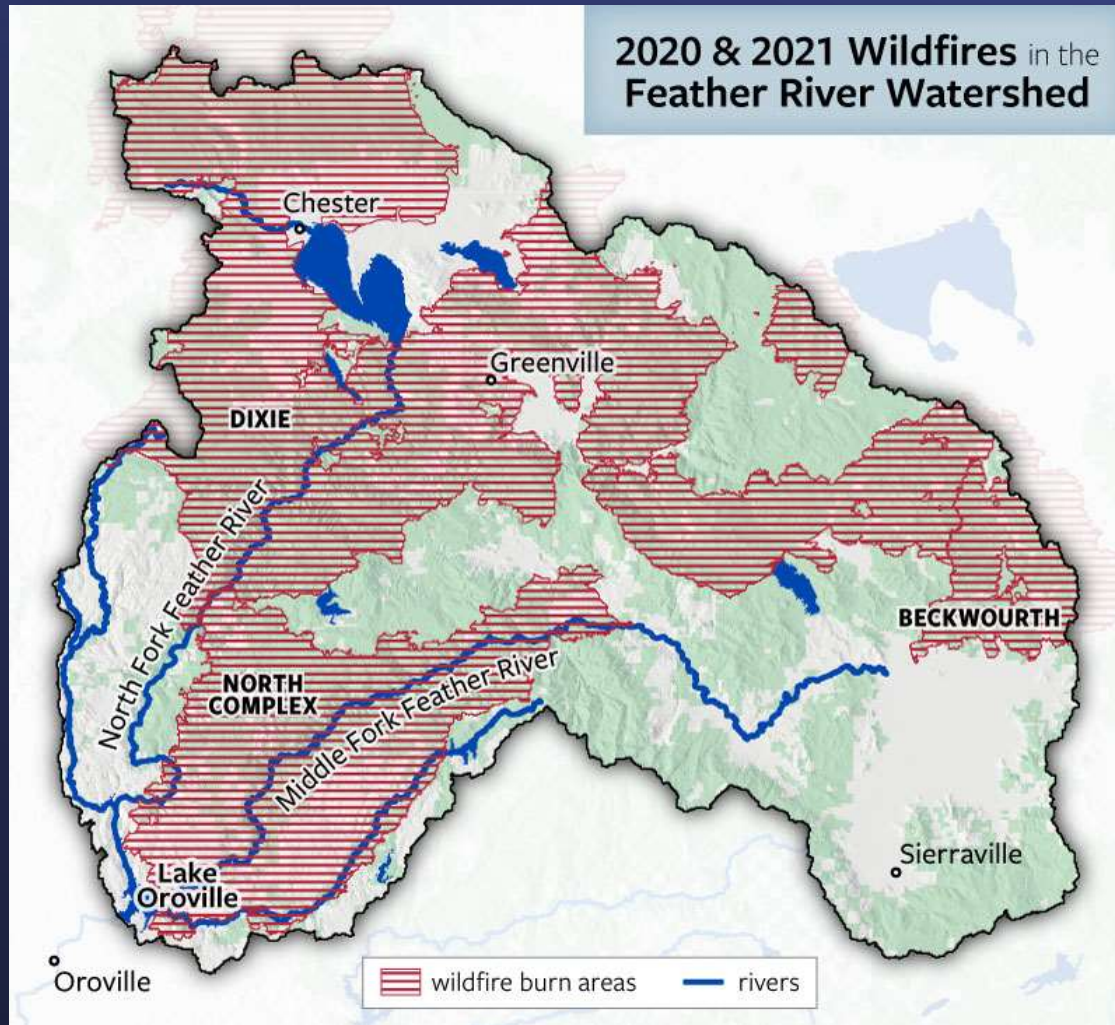 2020 & 2021 Wildfires in the
Feather River Watershed
Chester
Greenville
DIXIE
North Fork Feather River
BECKWOURTH
NORTH
COMPLEX
Middle Fork Feather River
Sierraville
Lake
Oroville
Oroville
wildfire burn areas
rivers